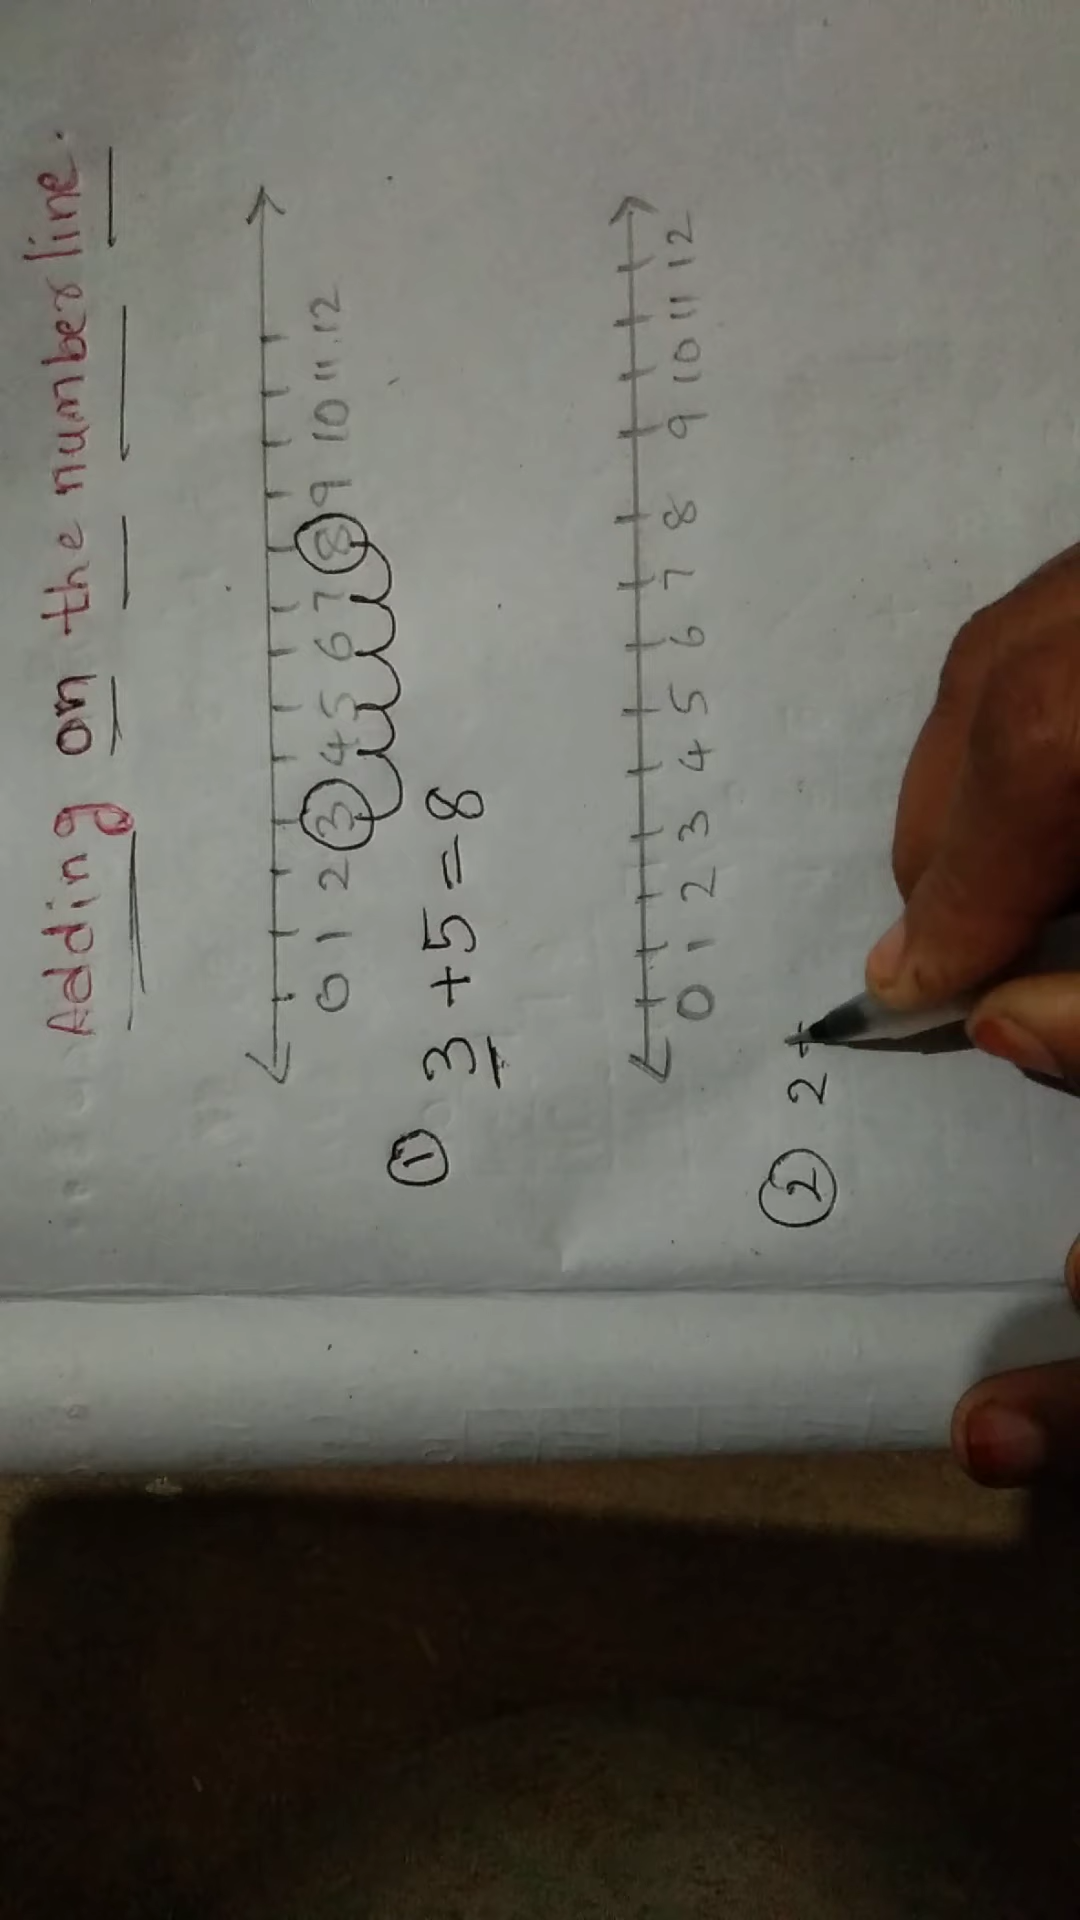 Adding on the number line.
0 1 2 3 4 5 6 7 8 9 10 11 12
① 3 + 5 = 8
0 1 2 3 4 5 6 7 8 9 10 11 12
② 2 +